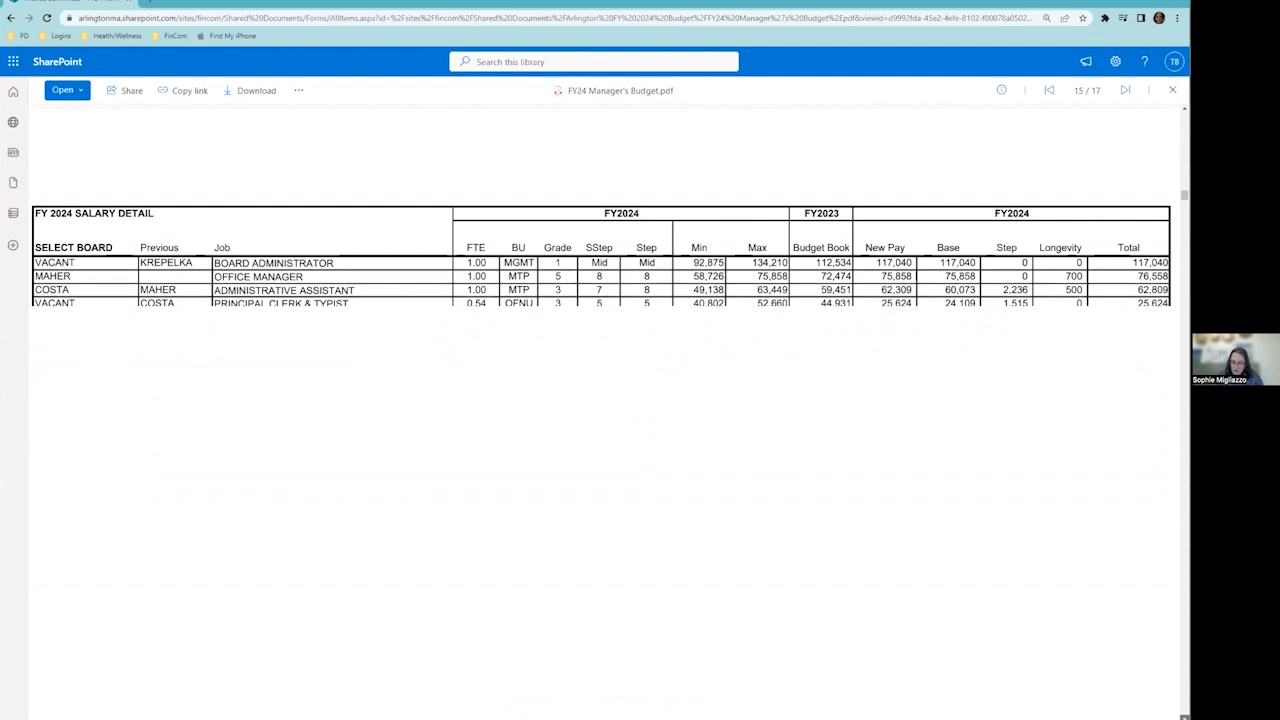 arlingtonma.sharepoint.com/sites/fincom/Shared%20Documents/Forms/AllItems.aspx?id=%2Fsites%2Ffincom%2FShared%20Documents%2FArlington%20FY%202024%20Budget%2FFY24%20Manager%27s%20Budget%2Epdf&viewid=d9992fda-45e2-4efe-8102-f00078a0502...
PD Logins Health/Wellness FinCom Find My iPhone
SharePoint Search this library ? TB
Open Share Copy link Download ... FY24 Manager's Budget.pdf 15 / 17
FY 2024 SALARY DETAIL FY2024 FY2023 FY2024
SELECT BOARD Previous Job FTE BU Grade SStep Step Min Max Budget Book New Pay Base Step Longevity Total
VACANT KREPELKA BOARD ADMINISTRATOR 1.00 MGMT 1 Mid Mid 92,875 134,210 112,534 117,040 117,040 0 0 117,040
MAHER OFFICE MANAGER 1.00 MTP 5 8 8 58,726 75,858 72,474 75,858 75,858 0 700 76,558
COSTA MAHER ADMINISTRATIVE ASSISTANT 1.00 MTP 3 7 8 49,138 63,449 59,451 62,309 60,073 2,236 500 62,809
VACANT COSTA PRINCIPAL CLERK & TYPIST 0.54 OFNU 3 5 5 40,802 52,660 44,931 25,624 24,109 1,515 0 25,624
Sophie Migliazzo